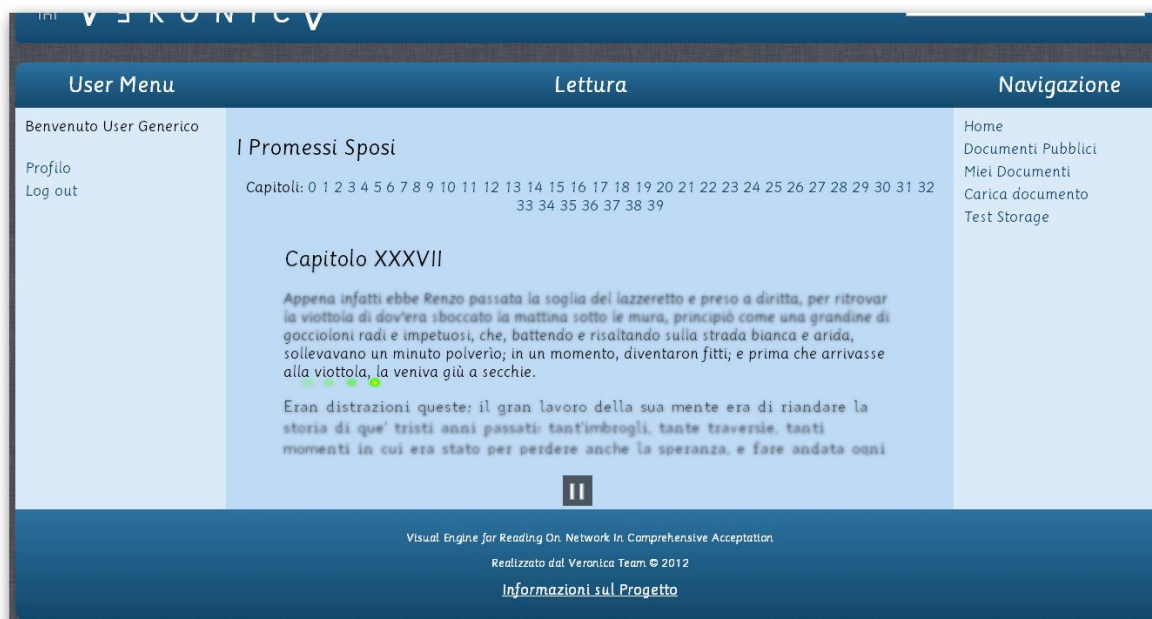 THE VERONICA
User Menu
Lettura
Navigazione
Benvenuto User Generico
Profilo
Log out
I Promessi Sposi
Capitoli: 0 1 2 3 4 5 6 7 8 9 10 11 12 13 14 15 16 17 18 19 20 21 22 23 24 25 26 27 28 29 30 31 32
33 34 35 36 37 38 39
Capitolo XXXVII
Appena infatti ebbe Renzo passata la soglia del lazzeretto e preso a diritta, per ritrovar
la viottola di dov'era sboccato la mattina sotto le mura, principiò come una grandine di
goccioloni radi e impetuosi, che, battendo e risaltando sulla strada bianca e arida,
sollevavano un minuto polverìo; in un momento, diventaron fitti; e prima che arrivasse
alla viottola, la veniva giù a secchie.
Eran distrazioni queste; il gran lavoro della sua mente era di riandare la
storia di que' tristi anni passati: tant'imbrogli, tante traversìe, tanti
momenti in cui era stato per perdere anche la speranza, e fare andata ogni
Home
Documenti Pubblici
Miei Documenti
Carica documento
Test Storage
Visual Engine for Reading On Network In Comprehensive Acceptation
Realizzato dal Veronica Team © 2012
Informazioni sul Progetto